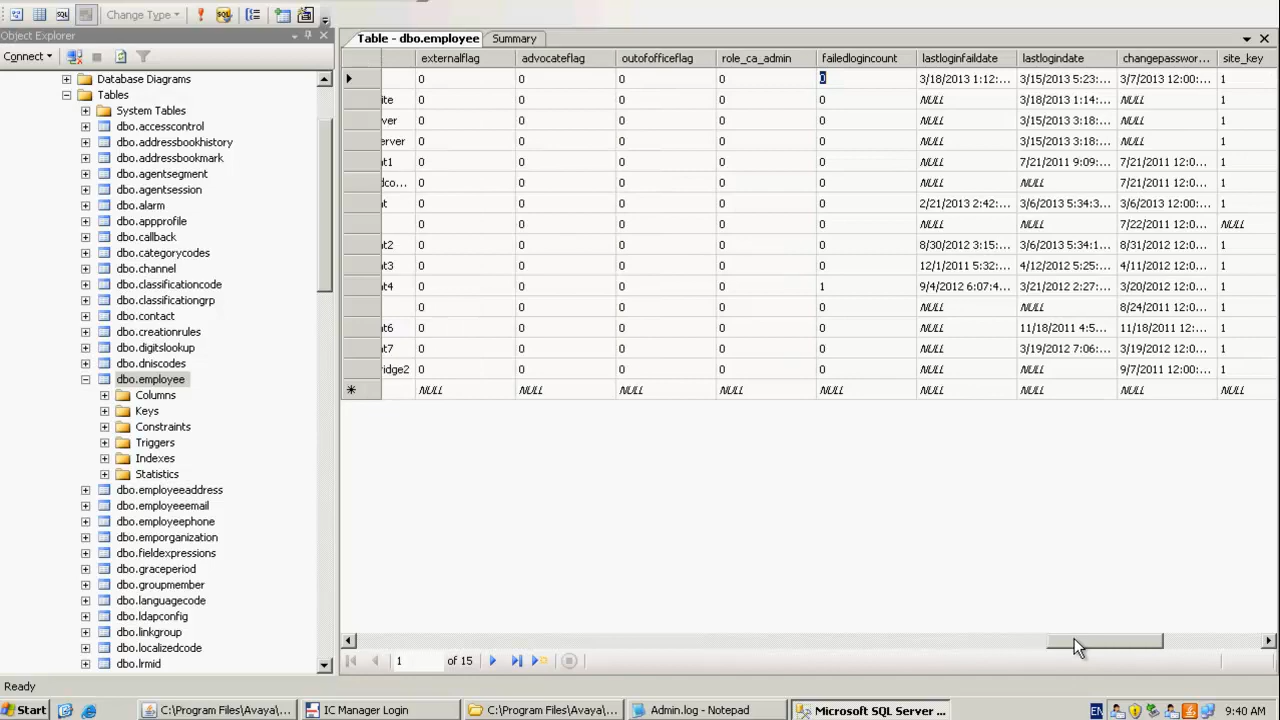 Change Type
Object Explorer
Connect
Table - dbo.employee Summary
Database Diagrams
Tables
System Tables
dbo.accesscontrol
dbo.addressbookhistory
dbo.addressbookmark
dbo.agentsegment
dbo.agentsession
dbo.alarm
dbo.appprofile
dbo.callback
dbo.categorycodes
dbo.channel
dbo.classificationcode
dbo.classificationgrp
dbo.contact
dbo.creationrules
dbo.digitslookup
dbo.dniscodes
dbo.employee
Columns
Keys
Constraints
Triggers
Indexes
Statistics
dbo.employeeaddress
dbo.employeeemail
dbo.employeephone
dbo.emporganization
dbo.fieldexpressions
dbo.graceperiod
dbo.groupmember
dbo.languagecode
dbo.ldapconfig
dbo.linkgroup
dbo.localizedcode
dbo.lrmid
externalflag advocateflag outofofficeflag role_ca_admin failedlogincount lastloginfaildate lastlogindate changepasswor... site_key
0 0 0 0 0 3/18/2013 1:12:... 3/15/2013 5:23:... 3/7/2013 12:00:... 1
ite 0 0 0 0 0 NULL 3/18/2013 1:14:... NULL 1
ver 0 0 0 0 0 NULL 3/15/2013 3:18:... NULL 1
erver 0 0 0 0 0 NULL 3/15/2013 3:18:... NULL 1
nt1 0 0 0 0 0 NULL 7/21/2011 9:09:... 7/21/2011 12:0... 1
dco... 0 0 0 0 0 NULL NULL 7/21/2011 12:0... 1
nt 0 0 0 0 0 2/21/2013 2:42:... 3/6/2013 5:34:3... 3/6/2013 12:00:... 1
0 0 0 0 0 NULL NULL 7/22/2011 12:0... NULL
nt2 0 0 0 0 0 8/30/2012 3:15:... 3/6/2013 5:34:1... 8/31/2012 12:0... 1
nt3 0 0 0 0 0 12/1/2011 5:32:... 4/12/2012 5:25:... 4/11/2012 12:0... 1
nt4 0 0 0 0 1 9/4/2012 6:07:4... 3/21/2012 2:27:... 3/20/2012 12:0... 1
0 0 0 0 0 NULL NULL 8/24/2011 12:0... 1
nt6 0 0 0 0 0 NULL 11/18/2011 4:5... 11/18/2011 12:... 1
nt7 0 0 0 0 0 NULL 3/19/2012 7:06:... 3/19/2012 12:0... 1
ridge2 0 0 0 0 0 NULL NULL 9/7/2011 12:00:... 1
NULL NULL NULL NULL NULL NULL NULL NULL NULL
1 of 15
Ready
Start C:\Program Files\Avaya\... IC Manager Login C:\Program Files\Avaya\... Admin.log - Notepad Microsoft SQL Server ... EN 9:40 AM